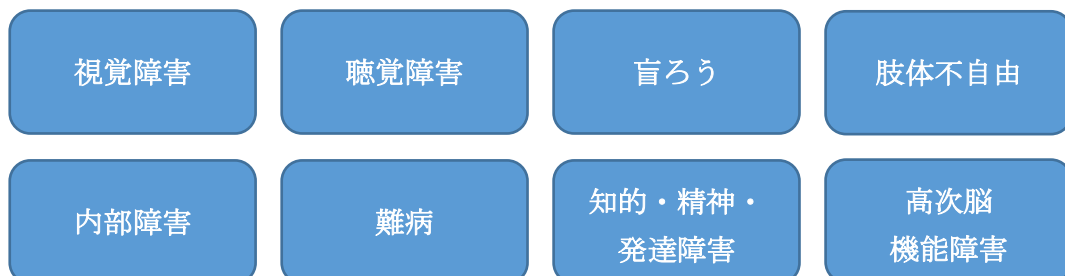 視覚障害
聴覚障害
盲ろう
肢体不自由
内部障害
難病
知的・精神・
発達障害
高次脳
機能障害